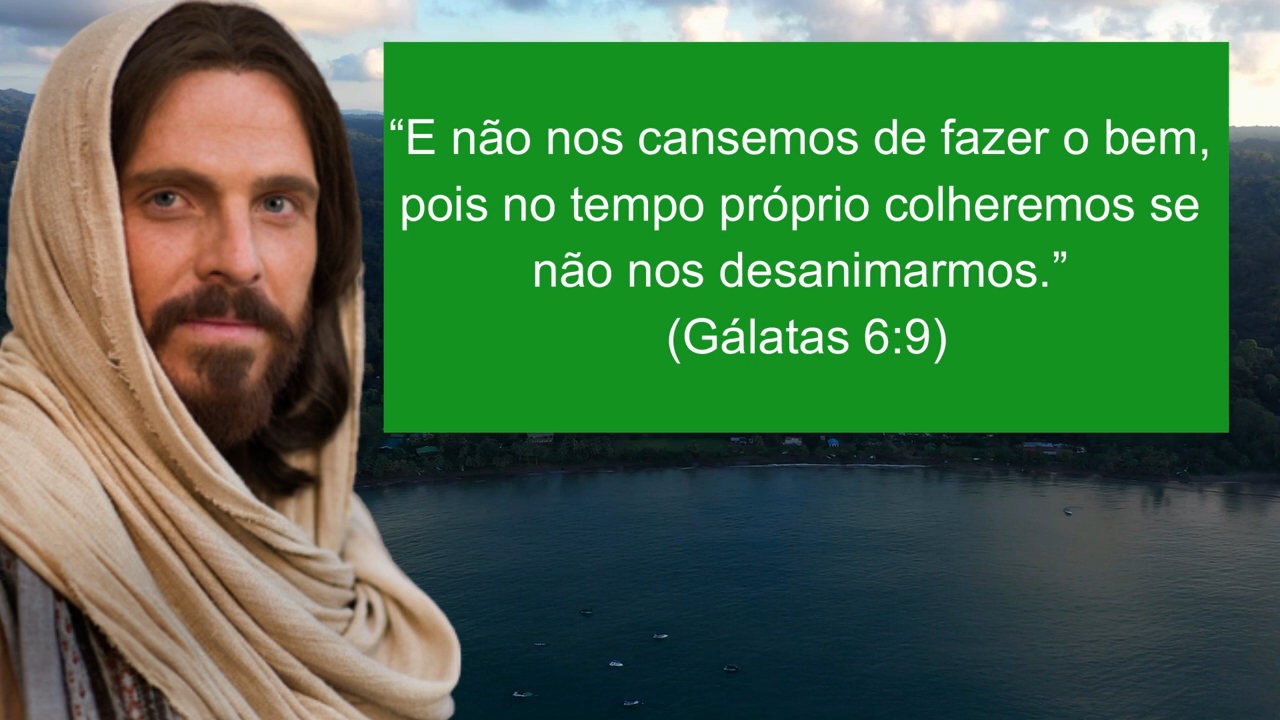 “E não nos cansemos de fazer o bem,
pois no tempo próprio colheremos se
não nos desanimarmos.”
(Gálatas 6:9)